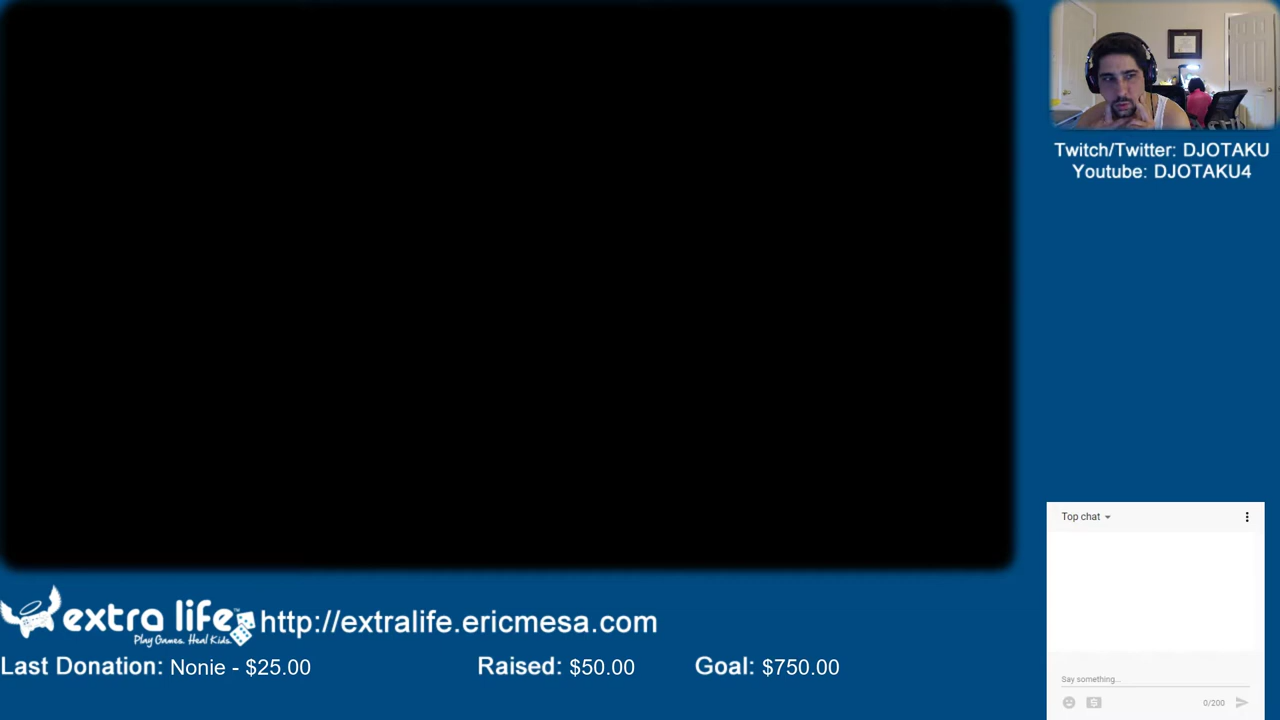 Twitch/Twitter: DJOTAKU
Youtube: DJOTAKU4
Top chat
Say something...
0/200
extra life
Play Games. Heal Kids.
http://extralife.ericmesa.com
Last Donation: Nonie - $25.00
Raised: $50.00
Goal: $750.00